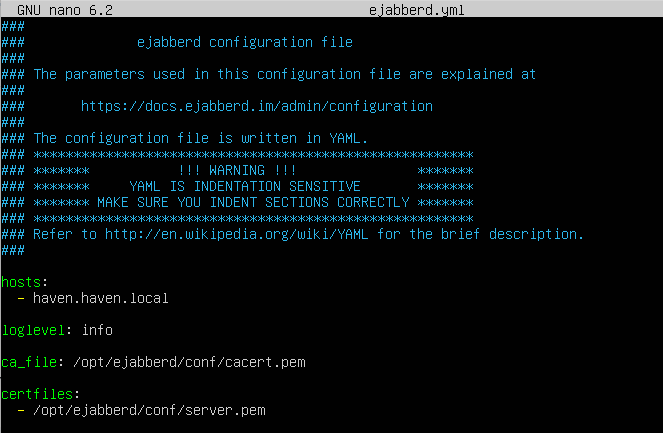 GNU nano 6.2 ejabberd.yml
###
### ejabberd configuration file
###
### The parameters used in this configuration file are explained at
###
### https://docs.ejabberd.im/admin/configuration
###
### The configuration file is written in YAML.
### *******************************************************
### ******* !!! WARNING !!! *******
### ******* YAML IS INDENTATION SENSITIVE *******
### ******* MAKE SURE YOU INDENT SECTIONS CORRECTLY *******
### *******************************************************
### Refer to http://en.wikipedia.org/wiki/YAML for the brief description.
###
hosts:
- haven.haven.local
loglevel: info
ca_file: /opt/ejabberd/conf/cacert.pem
certfiles:
- /opt/ejabberd/conf/server.pem